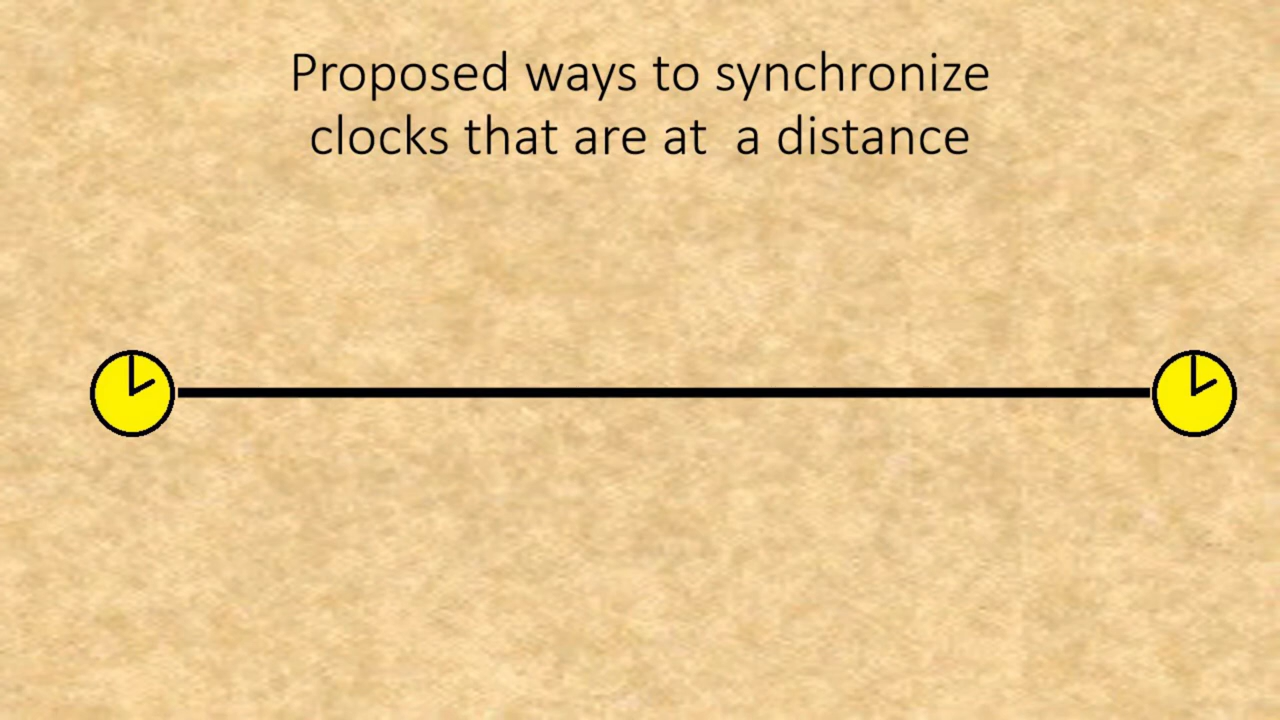 Proposed ways to synchronize
clocks that are at  a distance